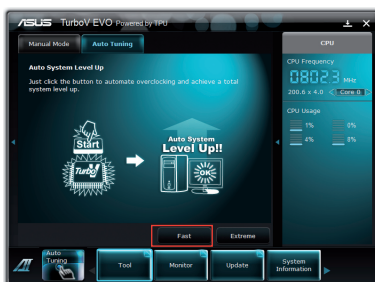 ASUS TurboV EVO Powered by TPU
Manual Mode
Auto Tuning
Auto System Level Up
Just click the button to automate overclocking and achieve a total
system level up.
Start
Turbo
Auto System
Level Up!!
OK
Fast
Extreme
CPU
CPU Frequency
0802.3 MHz
200.6 x 4.0 < Core 0 >
CPU Usage
1%
0%
4%
8%
Auto
Tuning
Tool
Monitor
Update
System
Information